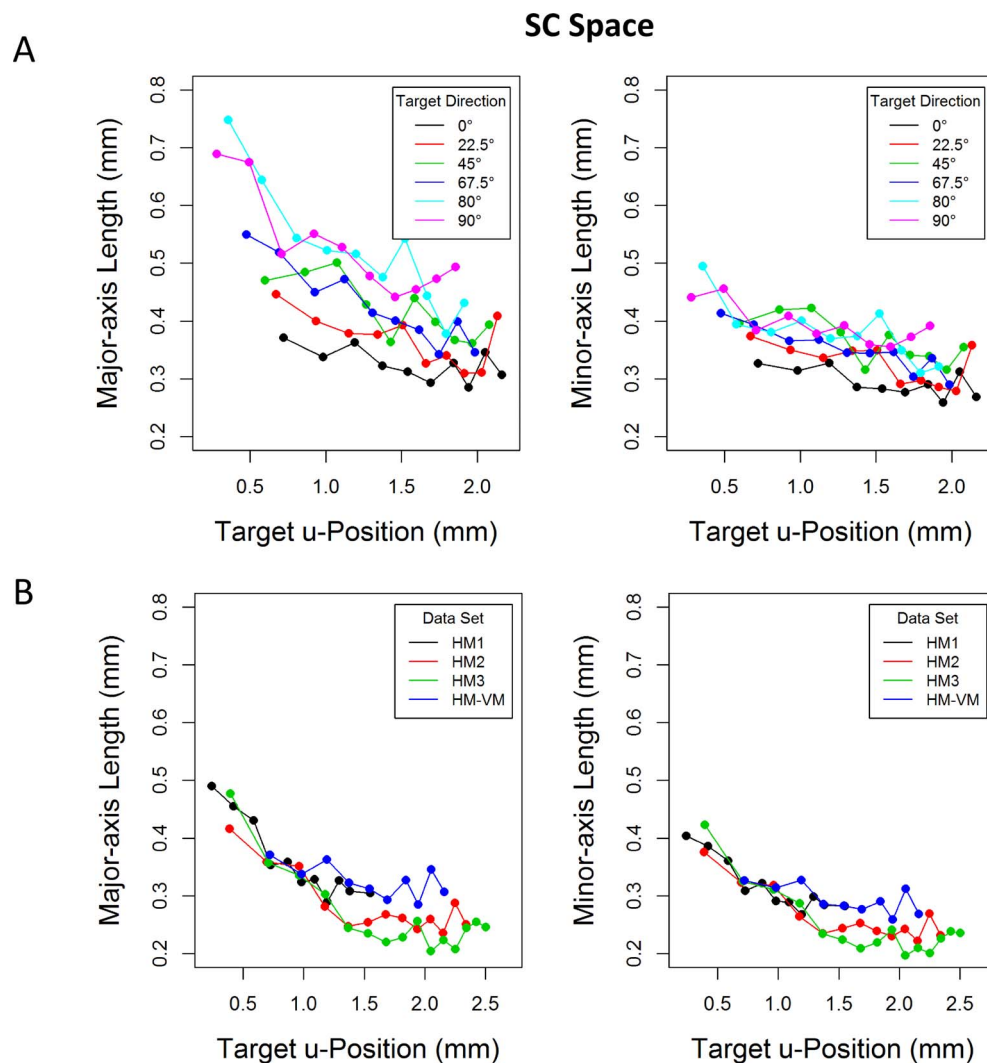 SC Space
A
Major-axis Length (mm)
0.2 0.3 0.4 0.5 0.6 0.7 0.8
Target Direction
0°
22.5°
45°
67.5°
80°
90°
0.5 1.0 1.5 2.0
Target u-Position (mm)
Minor-axis Length (mm)
0.2 0.3 0.4 0.5 0.6 0.7 0.8
Target Direction
0°
22.5°
45°
67.5°
80°
90°
0.5 1.0 1.5 2.0
Target u-Position (mm)
B
Major-axis Length (mm)
0.2 0.3 0.4 0.5 0.6 0.7 0.8
Data Set
HM1
HM2
HM3
HM-VM
0.5 1.0 1.5 2.0 2.5
Target u-Position (mm)
Minor-axis Length (mm)
0.2 0.3 0.4 0.5 0.6 0.7 0.8
Data Set
HM1
HM2
HM3
HM-VM
0.5 1.0 1.5 2.0 2.5
Target u-Position (mm)